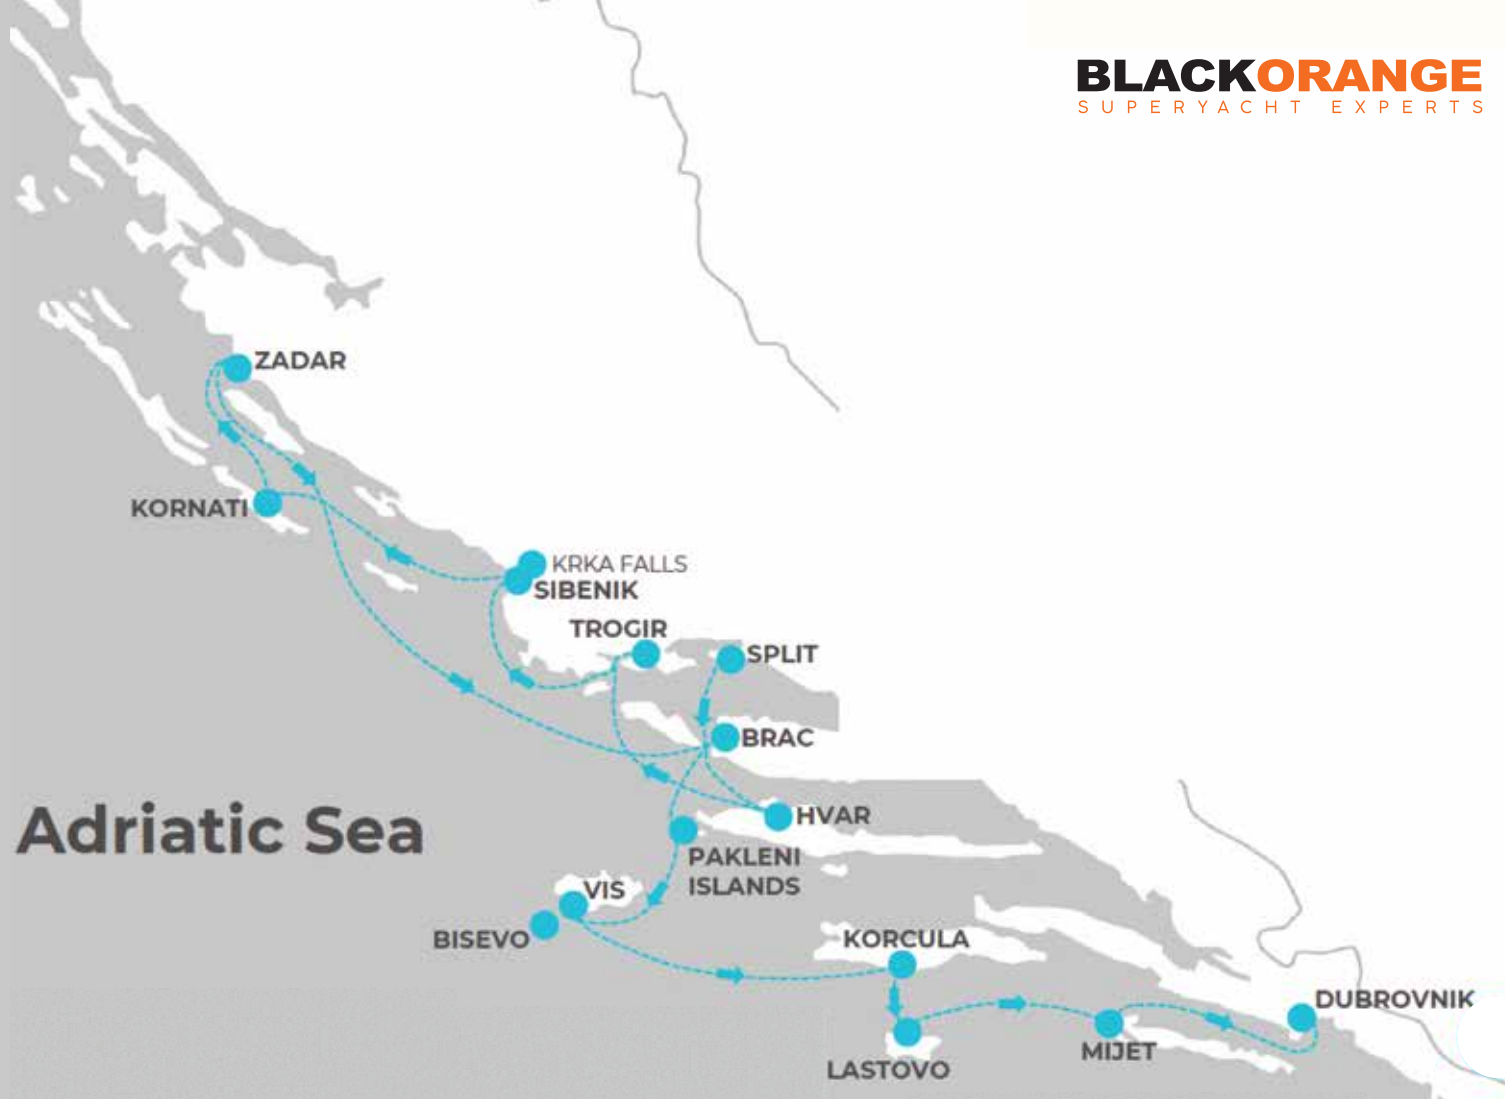 BLACKORANGE
SUPERYACHT EXPERTS
ZADAR
KORNATI
KRKA FALLS
SIBENIK
TROGIR
SPLIT
BRAC
Adriatic Sea
HVAR
PAKLENI
ISLANDS
VIS
BISEVO
KORCULA
DUBROVNIK
MIJET
LASTOVO